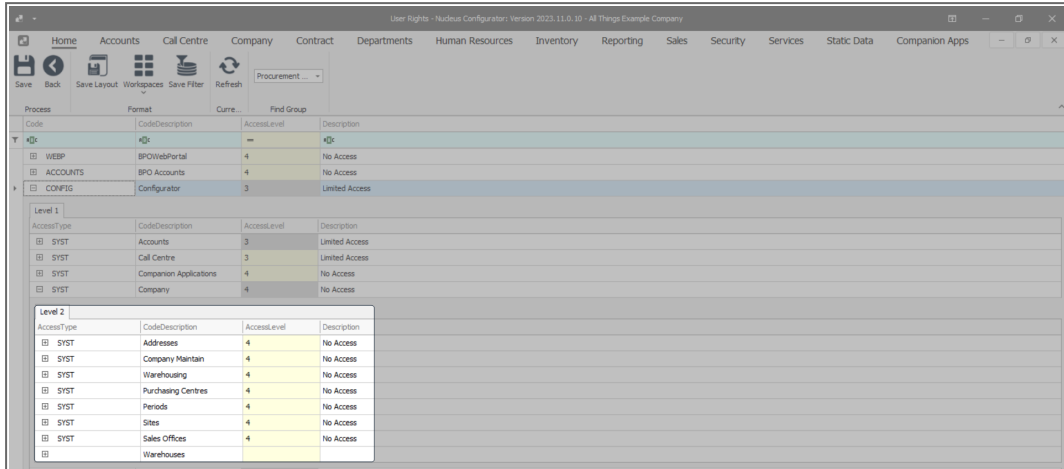 User Rights - Nucleus Configurator: Version 2023.11.0.10 - All Things Example Company
Home Accounts Call Centre Company Contract Departments Human Resources Inventory Reporting Sales Security Services Static Data Companion Apps
Save Back Save Layout Workspaces Save Filter Refresh Procurement ...
Process Format Curre... Find Group
Code CodeDescription AccessLevel Description
=
WEBP BPOWebPortal 4 No Access
ACCOUNTS BPO Accounts 4 No Access
CONFIG Configurator 3 Limited Access
Level 1
AccessType CodeDescription AccessLevel Description
SYST Accounts 3 Limited Access
SYST Call Centre 3 Limited Access
SYST Companion Applications 4 No Access
SYST Company 4 No Access
Level 2
AccessType CodeDescription AccessLevel Description
SYST Addresses 4 No Access
SYST Company Maintain 4 No Access
SYST Warehousing 4 No Access
SYST Purchasing Centres 4 No Access
SYST Periods 4 No Access
SYST Sites 4 No Access
SYST Sales Offices 4 No Access
Warehouses